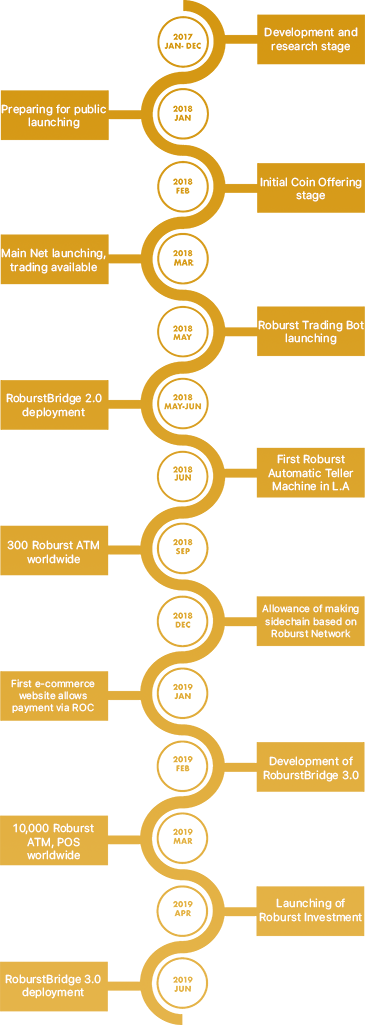 2017
JAN- DEC
Development and
research stage
2018
JAN
Preparing for public
launching
2018
FEB
Initial Coin Offering
stage
2018
MAR
Main Net launching,
trading available
2018
MAY
Roburst Trading Bot
launching
2018
MAY-JUN
RoburstBridge 2.0
deployment
2018
JUN
First Roburst
Automatic Teller
Machine in L.A
2018
SEP
300 Roburst ATM
worldwide
2018
DEC
Allowance of making
sidechain based on
Roburst Network
2019
JAN
First e-commerce
website allows
payment via ROC
2019
FEB
Development of
RoburstBridge 3.0
2019
MAR
10,000 Roburst
ATM, POS
worldwide
2019
APR
Launching of
Roburst Investment
2019
JUN
RoburstBridge 3.0
deployment